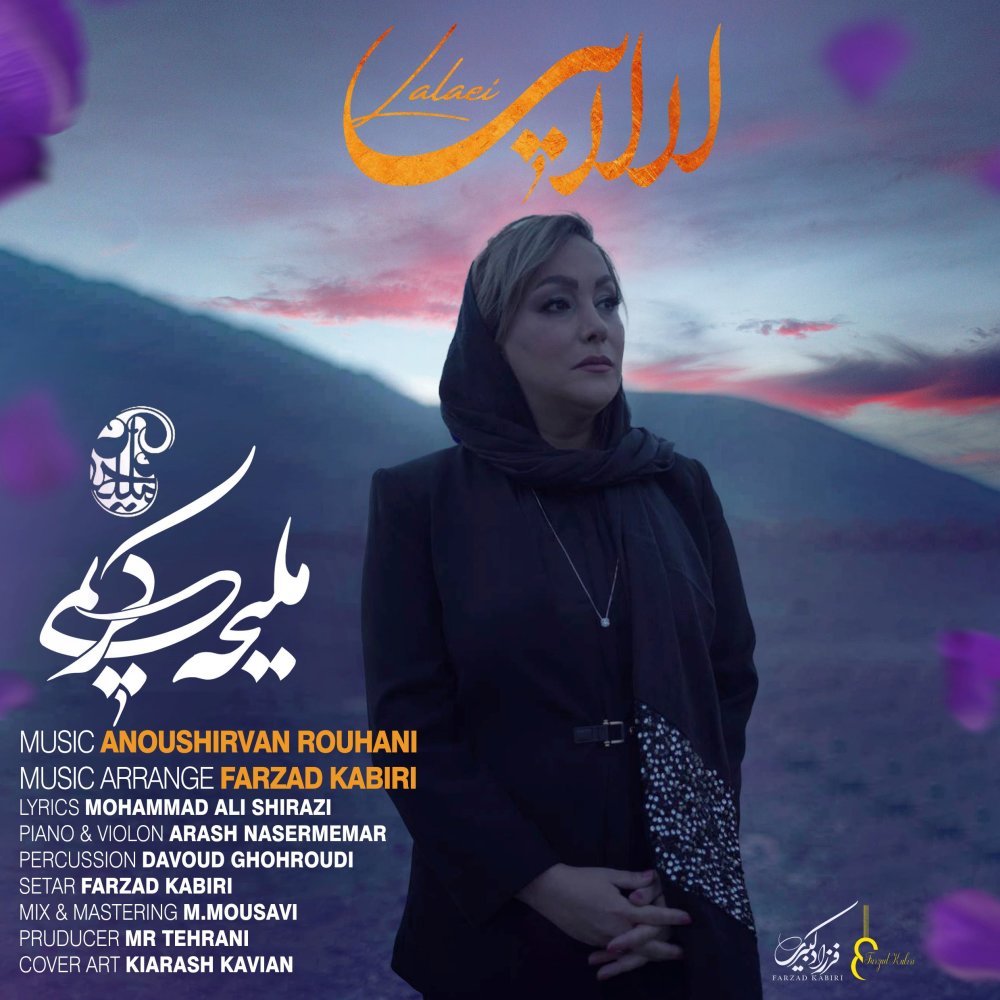 لالایی
Lalaei
ملیحه
MUSIC ANOUSHIRVAN ROUHANI
MUSIC ARRANGE FARZAD KABIRI
LYRICS MOHAMMAD ALI SHIRAZI
PIANO & VIOLON ARASH NASERMEMAR
PERCUSSION DAVOUD GHOHROUDI
SETAR FARZAD KABIRI
MIX & MASTERING M.MOUSAVI
PRUDUCER MR TEHRANI
COVER ART KIARASH KAVIAN
فرزاد کبیری
FARZAD KABIRI
Farzad Kabiri